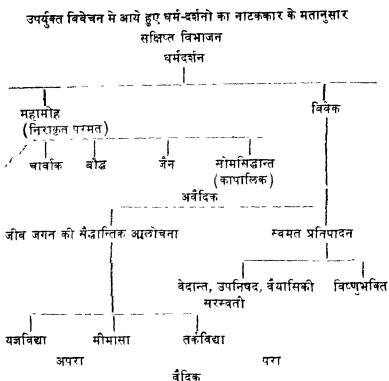 उपर्युक्त विवेचन मे आये हुए धर्म-दर्शनो का नाटककार के मतानुसार
सक्षिप्त विभाजन
धर्मदर्शन
महामोह विवेक
(निराकृत परमत)
चार्वाक बौद्ध जैन सोमसिद्धान्त
(कापालिक)
अवैदिक
जीव जगत की सैद्धान्तिक आलोचना स्वमत प्रतिपादन
वेदान्त, उपनिषद, वैयासिकी विष्णुभक्ति
सरस्वती
यज्ञविद्या मीमासा तर्कविद्या
अपरा परा
वैदिक